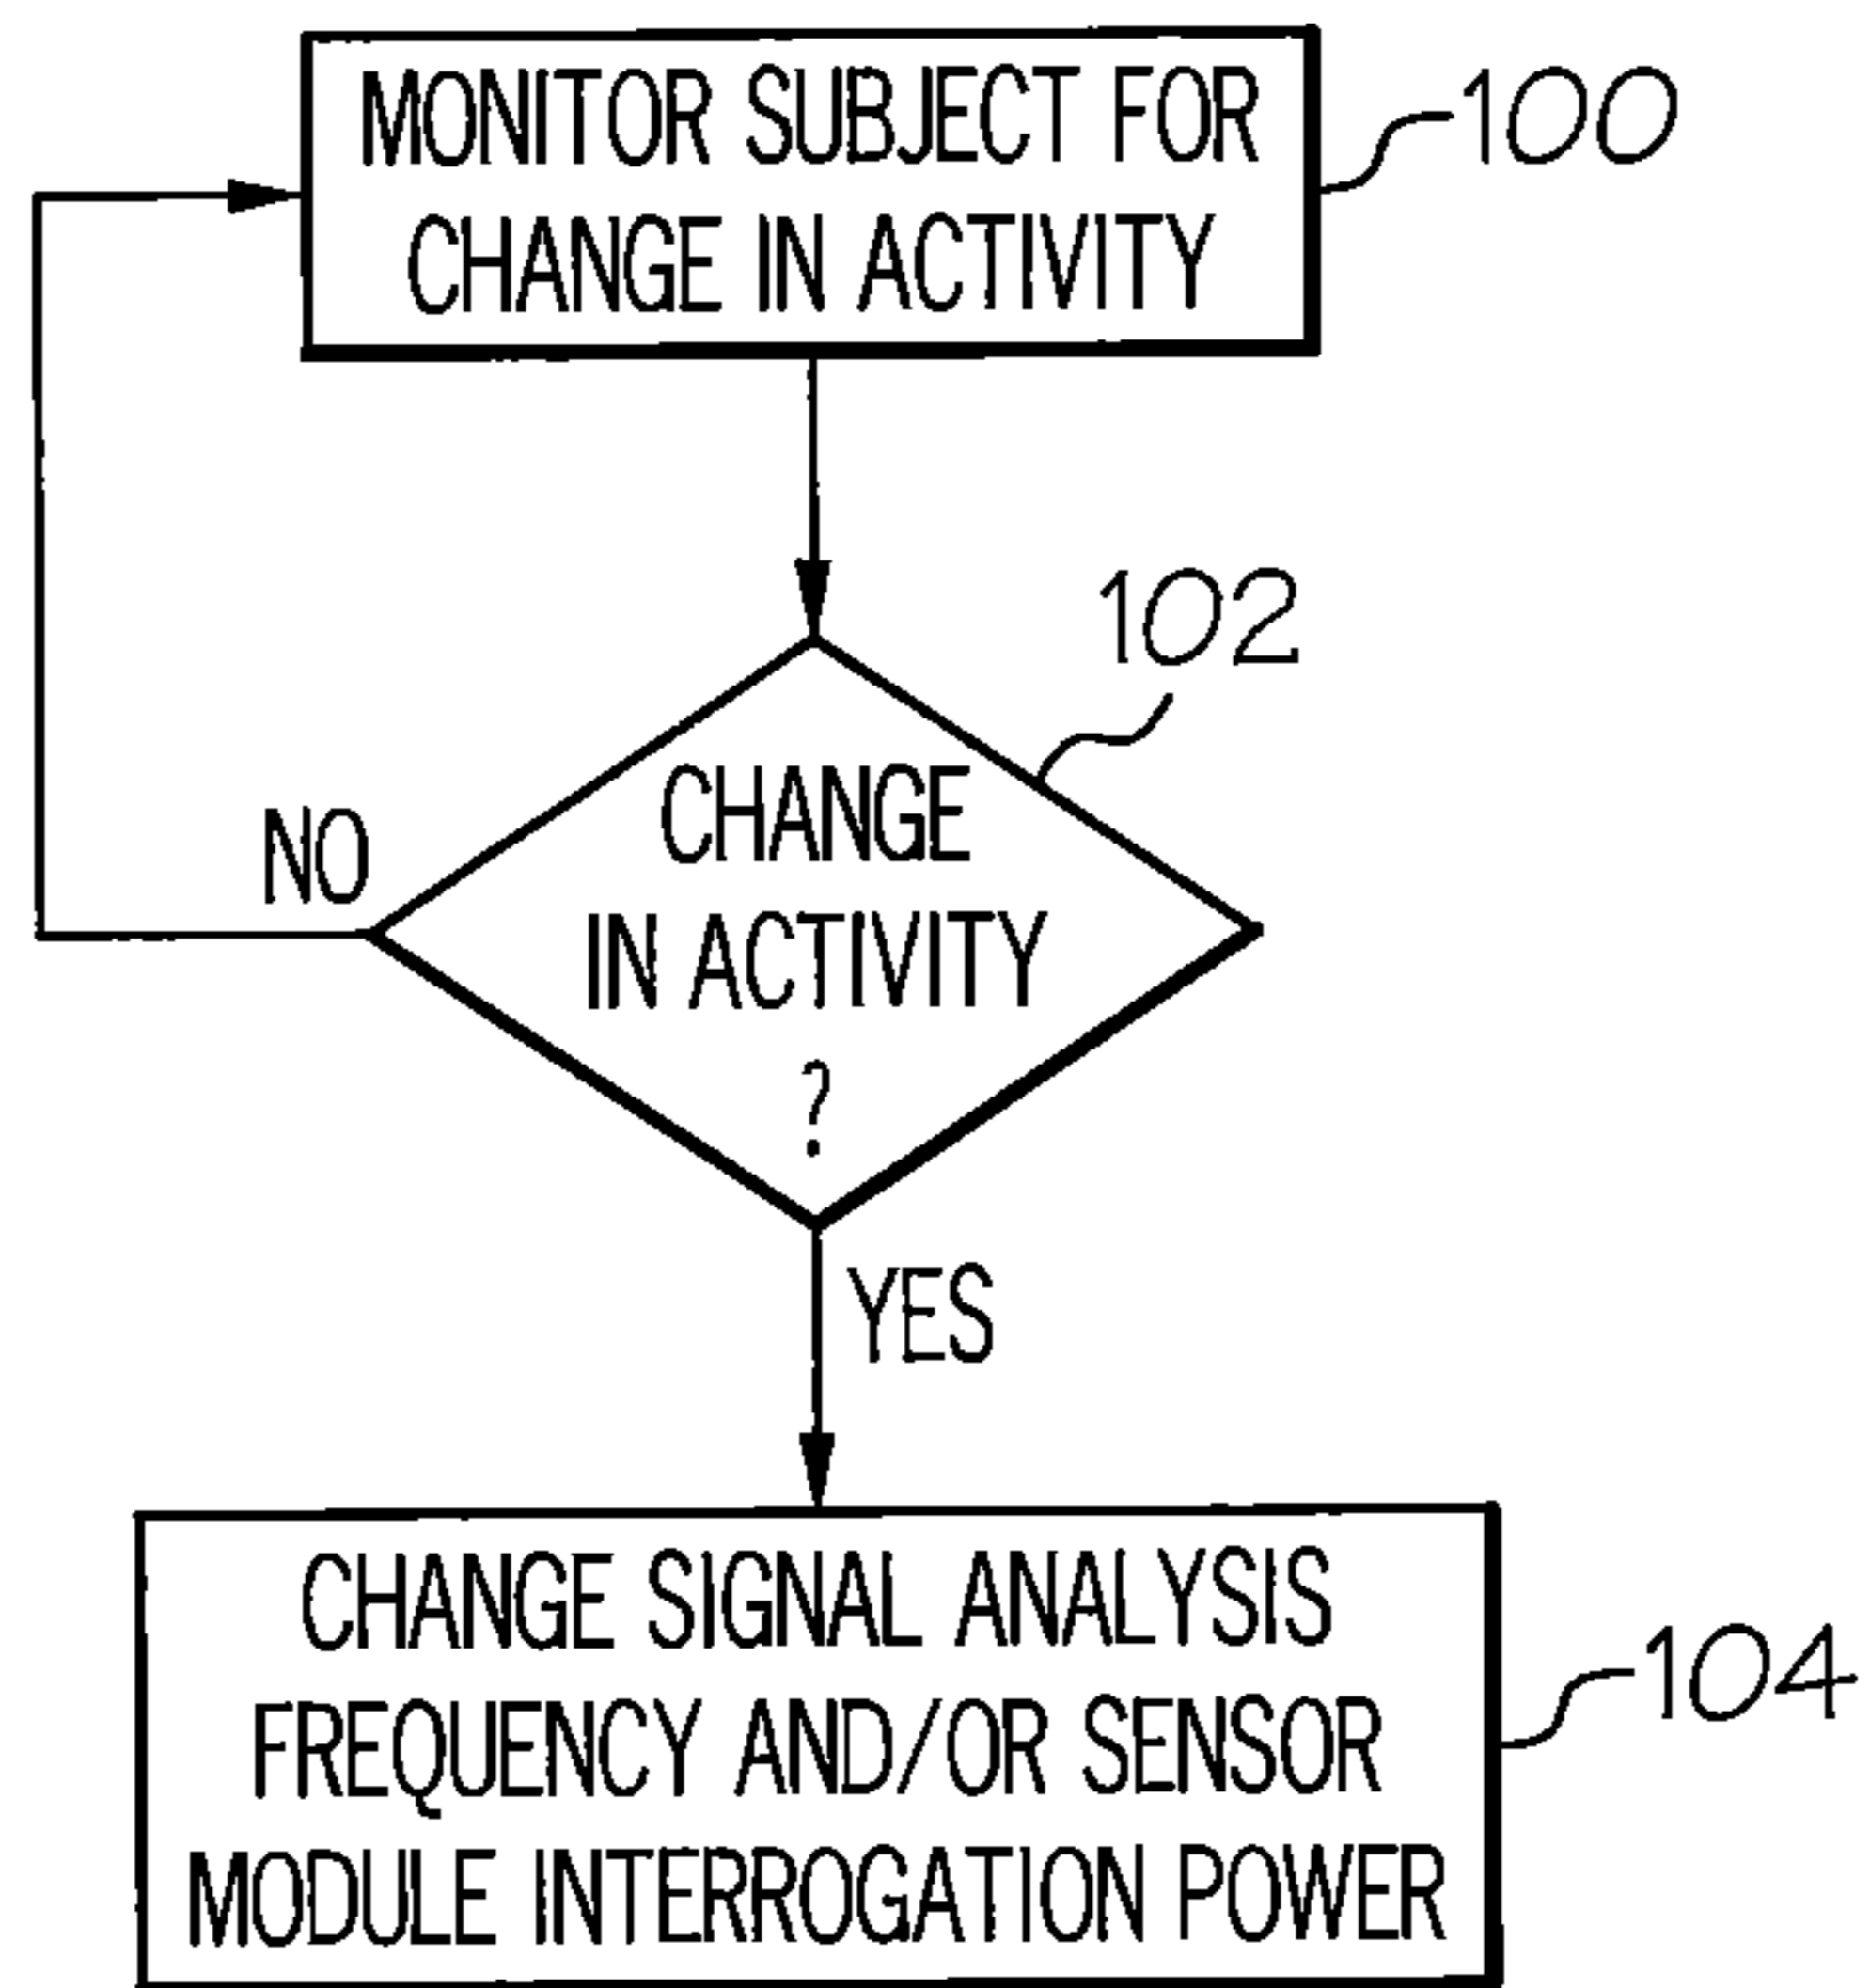 MONITOR SUBJECT FOR
CHANGE IN ACTIVITY
100
102
CHANGE
IN ACTIVITY
?
NO
YES
CHANGE SIGNAL ANALYSIS
FREQUENCY AND/OR SENSOR
MODULE INTERROGATION POWER
104